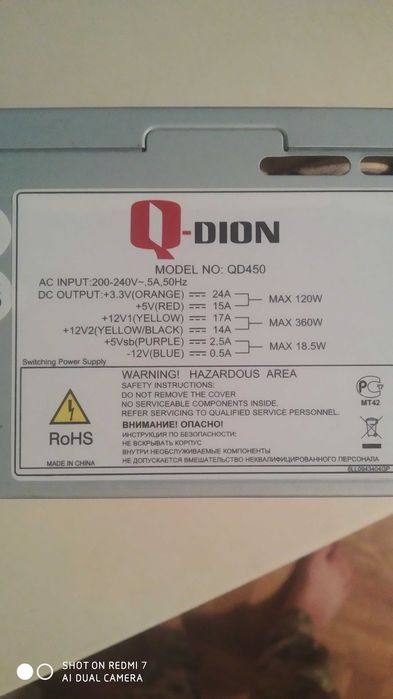 Q-DION
MODEL NO: QD450
AC INPUT:200-240V~,5A,50Hz
DC OUTPUT:+3.3V(ORANGE) 24A
+5V(RED) 15A
MAX 120W
+12V1(YELLOW) 17A
+12V2(YELLOW/BLACK) 14A
MAX 360W
+5Vsb(PURPLE) 2.5A
-12V(BLUE) 0.5A
MAX 18.5W
Switching Power Supply
WARNING! HAZARDOUS AREA
SAFETY INSTRUCTIONS:
DO NOT REMOVE THE COVER
NO SERVICEABLE COMPONENTS INSIDE.
REFER SERVICING TO QUALIFIED SERVICE PERSONNEL.
ВНИМАНИЕ! ОПАСНО
ИНСТРУКЦИЯ ПО БЕЗОПАСНОСТИ:
НЕ ВСКРЫВАТЬ КОРПУС
ВНУТРИ НЕОБСЛУЖИВАЕМЫЕ КОМПОНЕНТЫ
НЕ ДОПУСКАЕТСЯ ВМЕШАТЕЛЬСТВО НЕКВАЛИФИЦИРОВАННОГО ПЕРСОНАЛА
RoHS
MADE IN CHINA
МТ42
SHOT ON REDMI 7
AI DUAL CAMERA